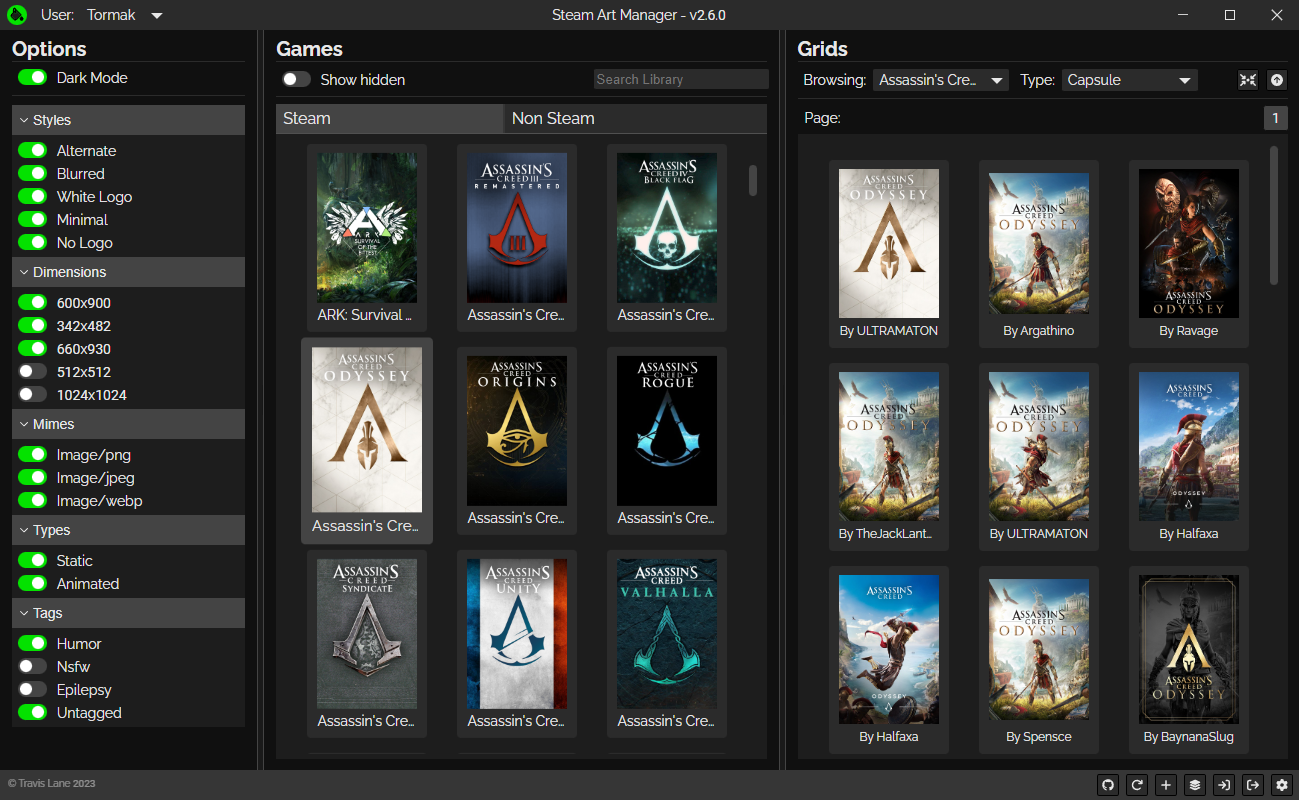 User: Tormak
Steam Art Manager - v2.6.0
Options
Dark Mode
Styles
Alternate
Blurred
White Logo
Minimal
No Logo
Dimensions
600x900
342x482
660x930
512x512
1024x1024
Mimes
Image/png
Image/jpeg
Image/webp
Types
Static
Animated
Tags
Humor
Nsfw
Epilepsy
Untagged
Games
Show hidden
Search Library
Steam
Non Steam
ARK
SURVIVAL
OF THE
FITTEST
ARK: Survival ...
ASSASSIN'S
CREED III
REMASTERED
Assassin's Cre...
ASSASSIN'S
CREED IV
BLACK FLAG
Assassin's Cre...
ASSASSIN'S
CREED
ODYSSEY
Assassin's Cre...
ASSASSIN'S
CREED
ORIGINS
Assassin's Cre...
ASSASSIN'S
CREED
ROGUE
Assassin's Cre...
ASSASSIN'S
CREED
SYNDICATE
Assassin's Cre...
ASSASSIN'S
CREED
UNITY
Assassin's Cre...
ASSASSIN'S
CREED
VALHALLA
Assassin's Cre...
Grids
Browsing: Assassin's Cre... Type: Capsule
Page: 1
ASSASSIN'S
CREED
ODYSSEY
By ULTRAMATON
ASSASSIN'S
CREED
ODYSSEY
By Argathino
ASSASSIN'S
CREED
ODYSSEY
By Ravage
ASSASSIN'S
CREED
ODYSSEY
By TheJackLant...
ASSASSIN'S
CREED
ODYSSEY
By ULTRAMATON
ASSASSIN'S
CREED
ODYSSEY
By Halfaxa
ASSASSIN'S
CREED
ODYSSEY
By Halfaxa
ASSASSIN'S
CREED
ODYSSEY
By Spensce
ASSASSIN'S
CREED
ODYSSEY
By BaynanaSlug
© Travis Lane 2023